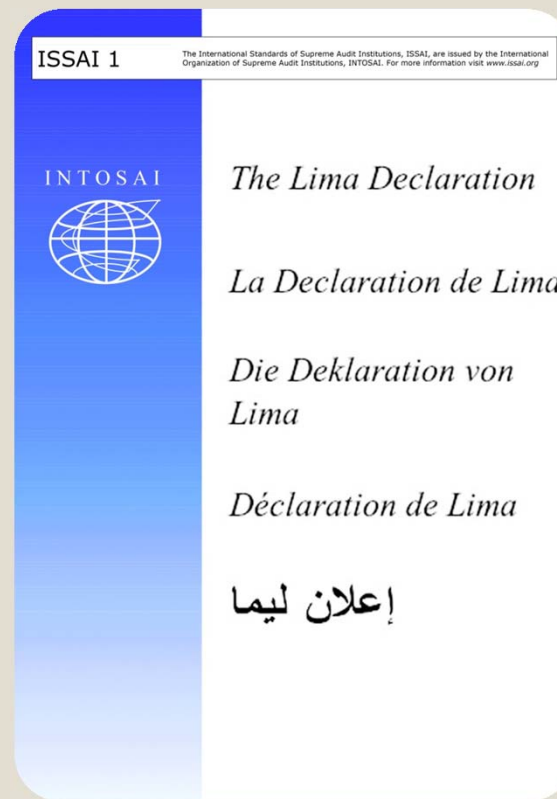 ISSAI 1
The International Standards of Supreme Audit Institutions, ISSAI, are issued by the International
Organization of Supreme Audit Institutions, INTOSAI. For more information visit www.issai.org
INTOSAI
The Lima Declaration
La Declaration de Lima
Die Deklaration von
Lima
Déclaration de Lima
إعلان ليما